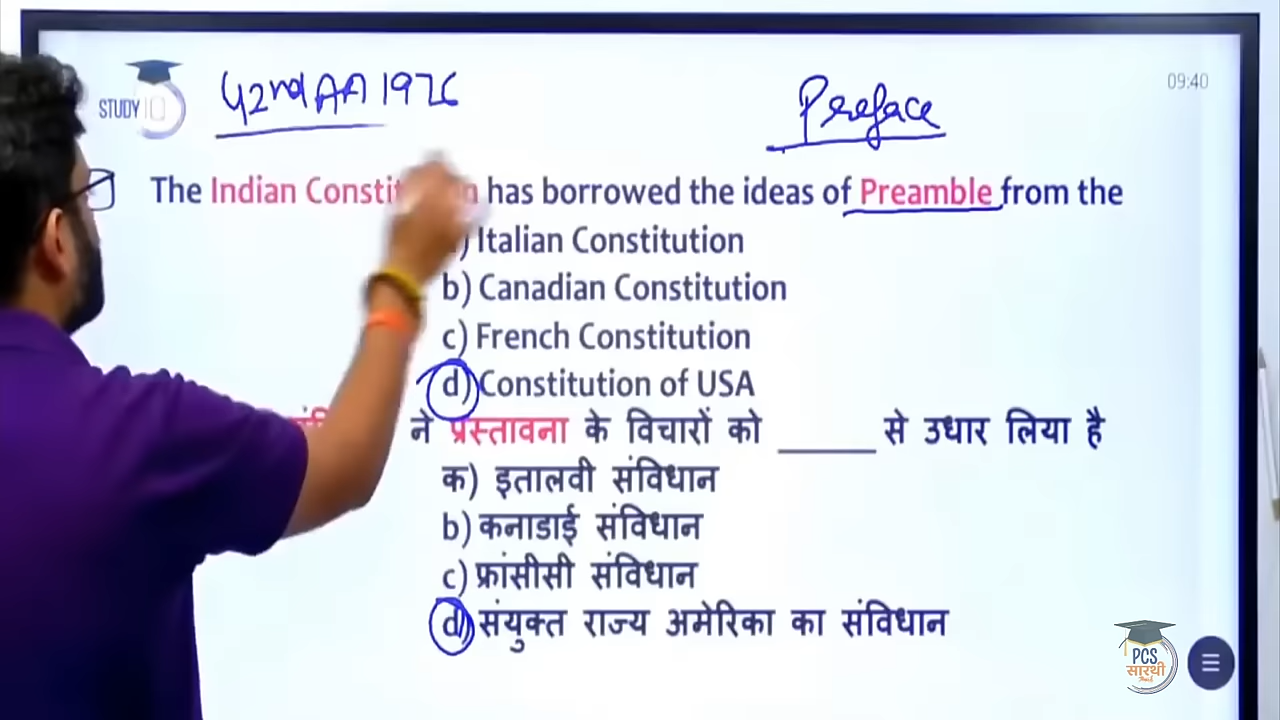 42nd AA 1976
Preface
09:40
STUDY
The Indian Constit has borrowed the ideas of Preamble from the
) Italian Constitution
b) Canadian Constitution
c) French Constitution
d) Constitution of USA
ने प्रस्तावना के विचारों को ______ से उधार लिया है
क) इतालवी संविधान
b) कनाडाई संविधान
c) फ्रांसीसी संविधान
d) संयुक्त राज्य अमेरिका का संविधान
PCS
सारथी